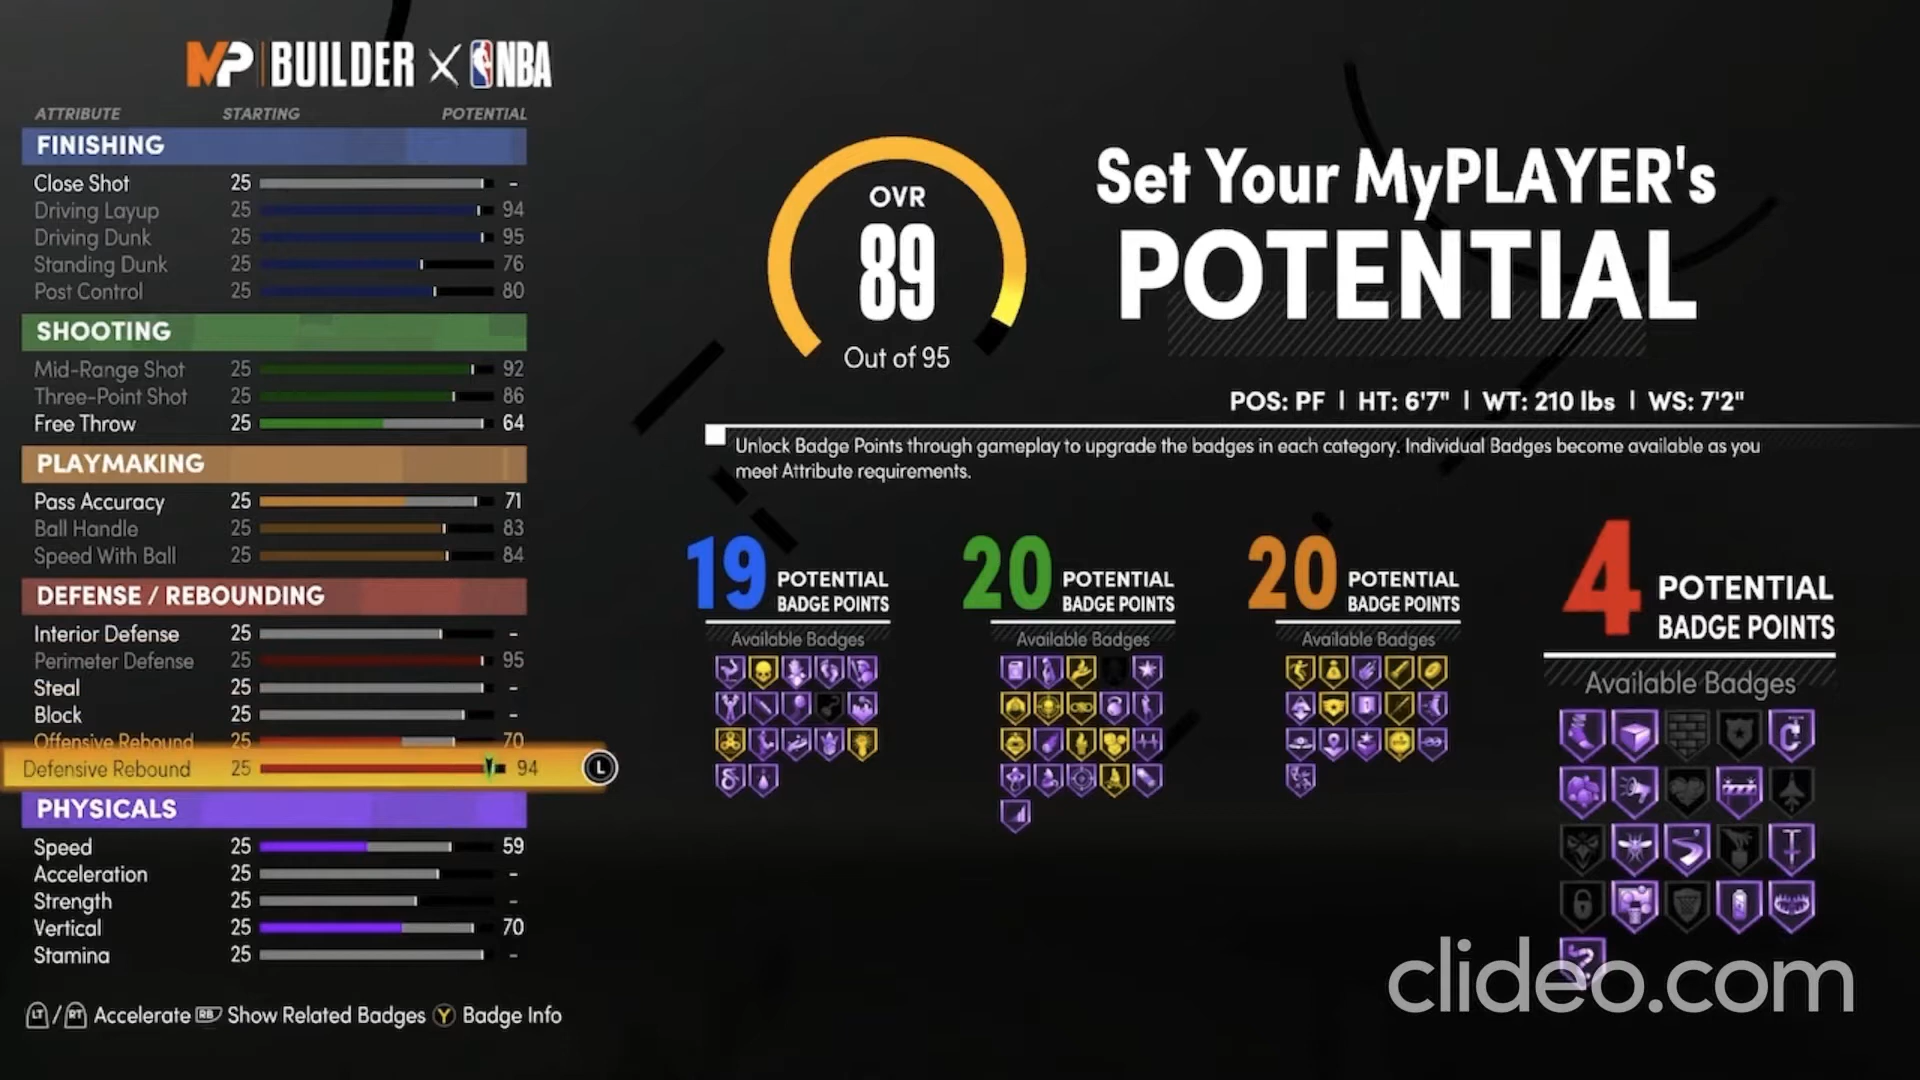 MP | BUILDER X NBA
ATTRIBUTE STARTING POTENTIAL
FINISHING
Close Shot 25 -
Driving Layup 25 94
Driving Dunk 25 95
Standing Dunk 25 76
Post Control 25 80
SHOOTING
Mid-Range Shot 25 92
Three-Point Shot 25 86
Free Throw 25 64
PLAYMAKING
Pass Accuracy 25 71
Ball Handle 25 83
Speed With Ball 25 84
DEFENSE / REBOUNDING
Interior Defense 25 -
Perimeter Defense 25 95
Steal 25 -
Block 25 -
Offensive Rebound 25 70
Defensive Rebound 25 94 L
PHYSICALS
Speed 25 59
Acceleration 25 -
Strength 25 -
Vertical 25 70
Stamina 25 -
LT / RT Accelerate RB Show Related Badges Y Badge Info
OVR
89
Out of 95
Set Your MyPLAYER's
POTENTIAL
POS: PF | HT: 6'7" | WT: 210 lbs | WS: 7'2"
Unlock Badge Points through gameplay to upgrade the badges in each category. Individual Badges become available as you
meet Attribute requirements.
19 POTENTIAL
BADGE POINTS
Available Badges
20 POTENTIAL
BADGE POINTS
Available Badges
20 POTENTIAL
BADGE POINTS
Available Badges
4 POTENTIAL
BADGE POINTS
Available Badges
clideo.com